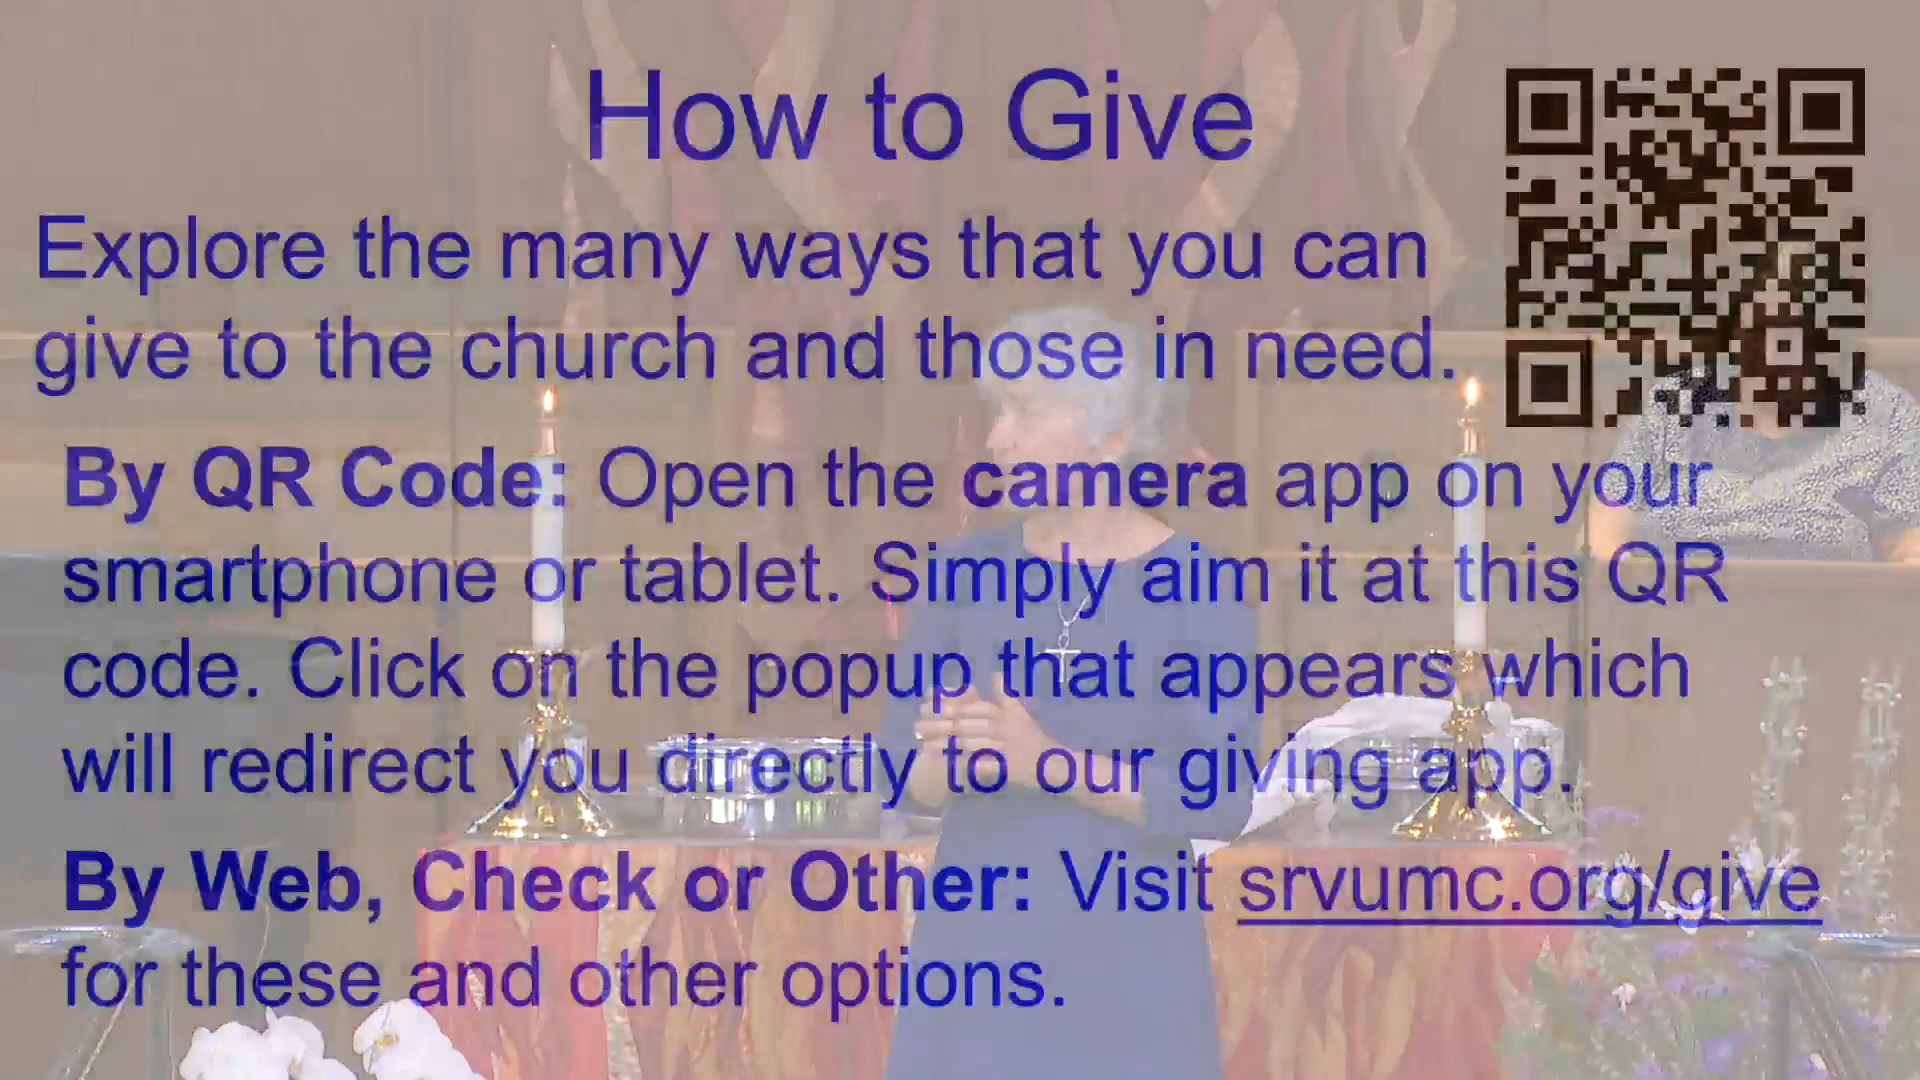 How to Give
Explore the many ways that you can
give to the church and those in need.
By QR Code: Open the camera app on your
smartphone or tablet. Simply aim it at this QR
code. Click on the popup that appears which
will redirect you directly to our giving app.
By Web, Check or Other: Visit srvumc.org/give
for these and other options.